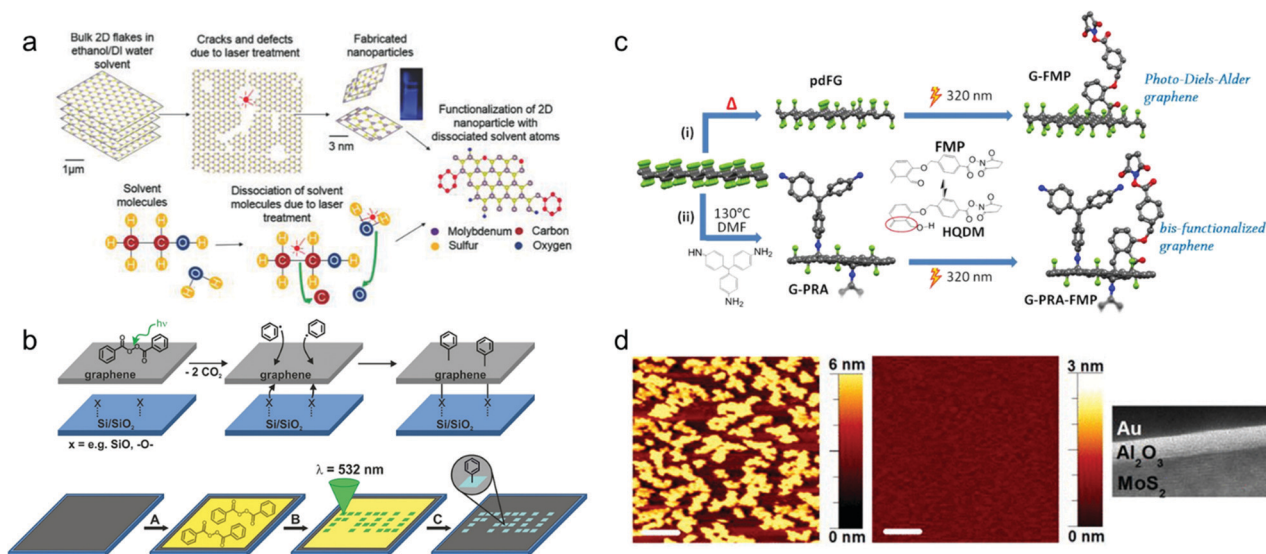 a
Bulk 2D flakes in
ethanol/DI water
solvent
1μm
Cracks and defects
due to laser treatment
Fabricated
nanoparticles
3 nm
Functionalization of 2D
nanoparticle with
dissociated solvent atoms
Solvent
molecules
H H
H C C O H
H H
O
H H
Dissociation of solvent
molecules due to laser
treatment
H H
H C C O H
H H
H H
O
C
O
Molybdenum Carbon
Sulfur Oxygen
b
hν
O O
O O
graphene
X X
Si/SiO2
x = e.g. SiO, -O-
- 2 CO2
graphene
X X
Si/SiO2
graphene
X X
Si/SiO2
A
B
λ = 532 nm
C
c
(i)
Δ
pdFG
320 nm
G-FMP
Photo-Diels-Alder
graphene
FMP
HQDM
(ii)
130°C
DMF
HN
NH2
NH2
G-PRA
320 nm
G-PRA-FMP
bis-functionalized
graphene
d
6 nm
0 nm
3 nm
0 nm
Au
Al2O3
MoS2